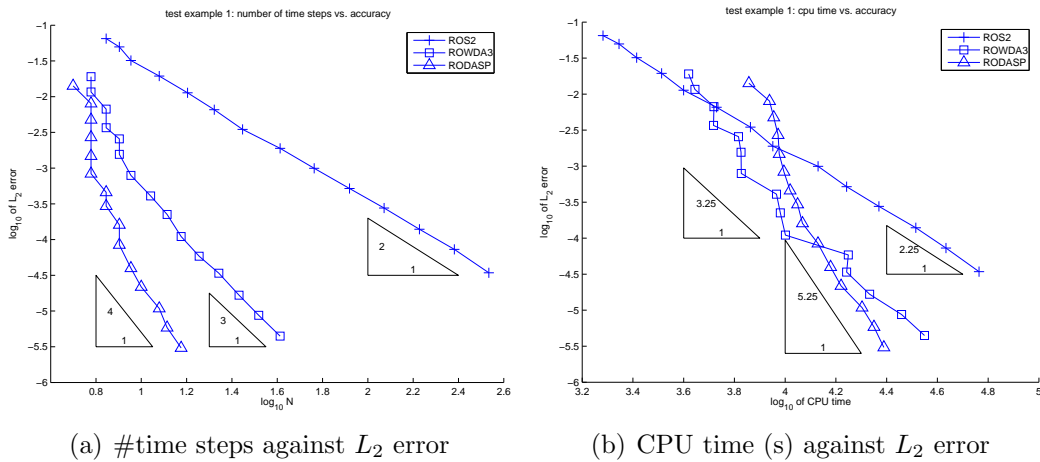 test example 1: number of time steps vs. accuracy
−1
−1.5
−2
−2.5
−3
−3.5
−4
−4.5
−5
−5.5
−6
log10 of L2 error
ROS2
ROWDA3
RODASP
2
1
4
1
3
1
0.8 1 1.2 1.4 1.6 1.8 2 2.2 2.4 2.6
log10 N
(a) #time steps against L2 error
test example 1: cpu time vs. accuracy
−1
−1.5
−2
−2.5
−3
−3.5
−4
−4.5
−5
−5.5
−6
log10 of L2 error
ROS2
ROWDA3
RODASP
3.25
1
2.25
1
5.25
1
3.2 3.4 3.6 3.8 4 4.2 4.4 4.6 4.8 5
log10 of CPU time
(b) CPU time (s) against L2 error